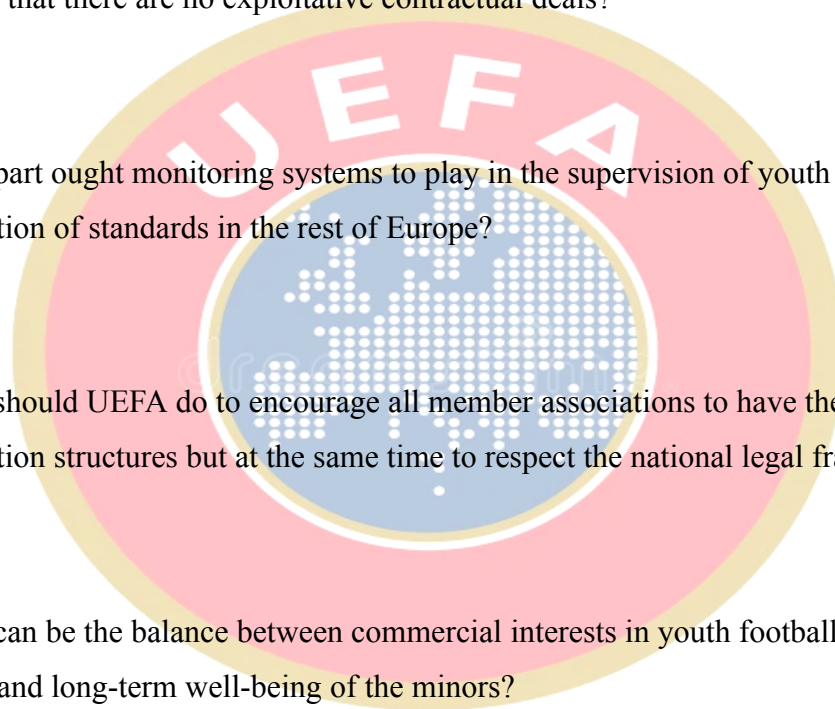 that there are no exploitative contractual deals?
UEFA
part ought monitoring systems to play in the supervision of youth
tion of standards in the rest of Europe?
should UEFA do to encourage all member associations to have the
tion structures but at the same time to respect the national legal fra
can be the balance between commercial interests in youth football
and long-term well-being of the minors?